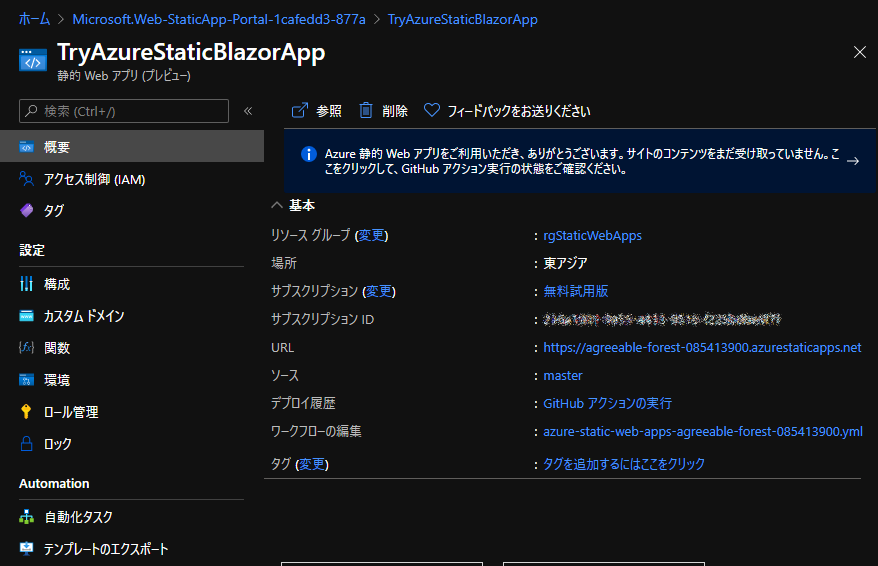 ホーム > Microsoft.Web-StaticApp-Portal-1cafedd3-877a > TryAzureStaticBlazorApp
TryAzureStaticBlazorApp
静的 Web アプリ (プレビュー)
検索 (Ctrl+/)
参照
削除
フィードバックをお送りください
概要
アクセス制御 (IAM)
タグ
設定
構成
カスタム ドメイン
関数
環境
ロール管理
ロック
Automation
自動化タスク
テンプレートのエクスポート
Azure 静的 Web アプリをご利用いただき、ありがとうございます。サイトのコンテンツをまだ受け取っていません。こ
こをクリックして、GitHub アクション実行の状態をご確認ください。
基本
リソース グループ (変更) : rgStaticWebApps
場所 : 東アジア
サブスクリプション (変更) : 無料試用版
サブスクリプション ID :
URL : https://agreeable-forest-085413900.azurestaticapps.net
ソース : master
デプロイ履歴 : GitHub アクションの実行
ワークフローの編集 : azure-static-web-apps-agreeable-forest-085413900.yml
タグ (変更) : タグを追加するにはここをクリック